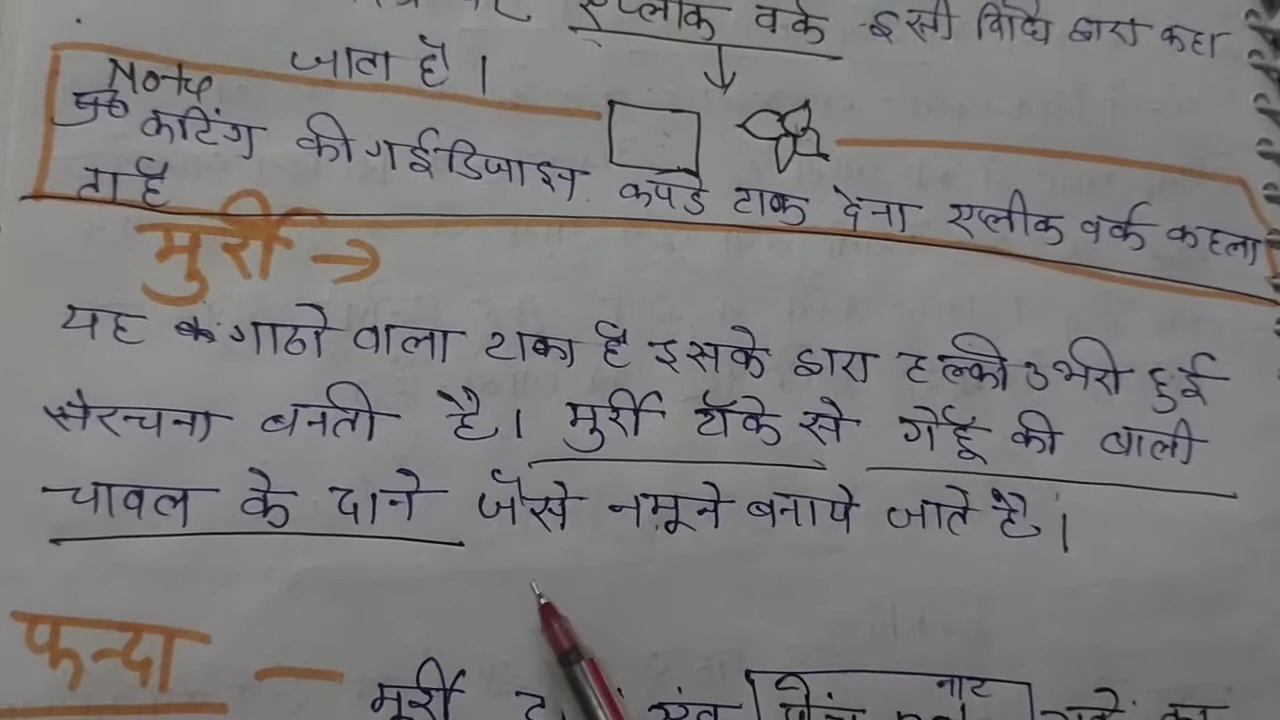 एप्लीक वर्क इसी विधि द्वारा कहा
जाता है ।
Note
कटिंग की गई डिजाइन कपडे टाक देना एप्लीक वर्क कहला
ता है
मुर्री →
यह गाठो वाला टाका है इसके द्वारा हल्की उभरी हुई
संरचना बनती है। मुर्री टाँके से गेहूँ की बाली
चावल के दाने जैसे नमूने बनाये जाते है।
फन्दा —
मुर्री एंव नाट